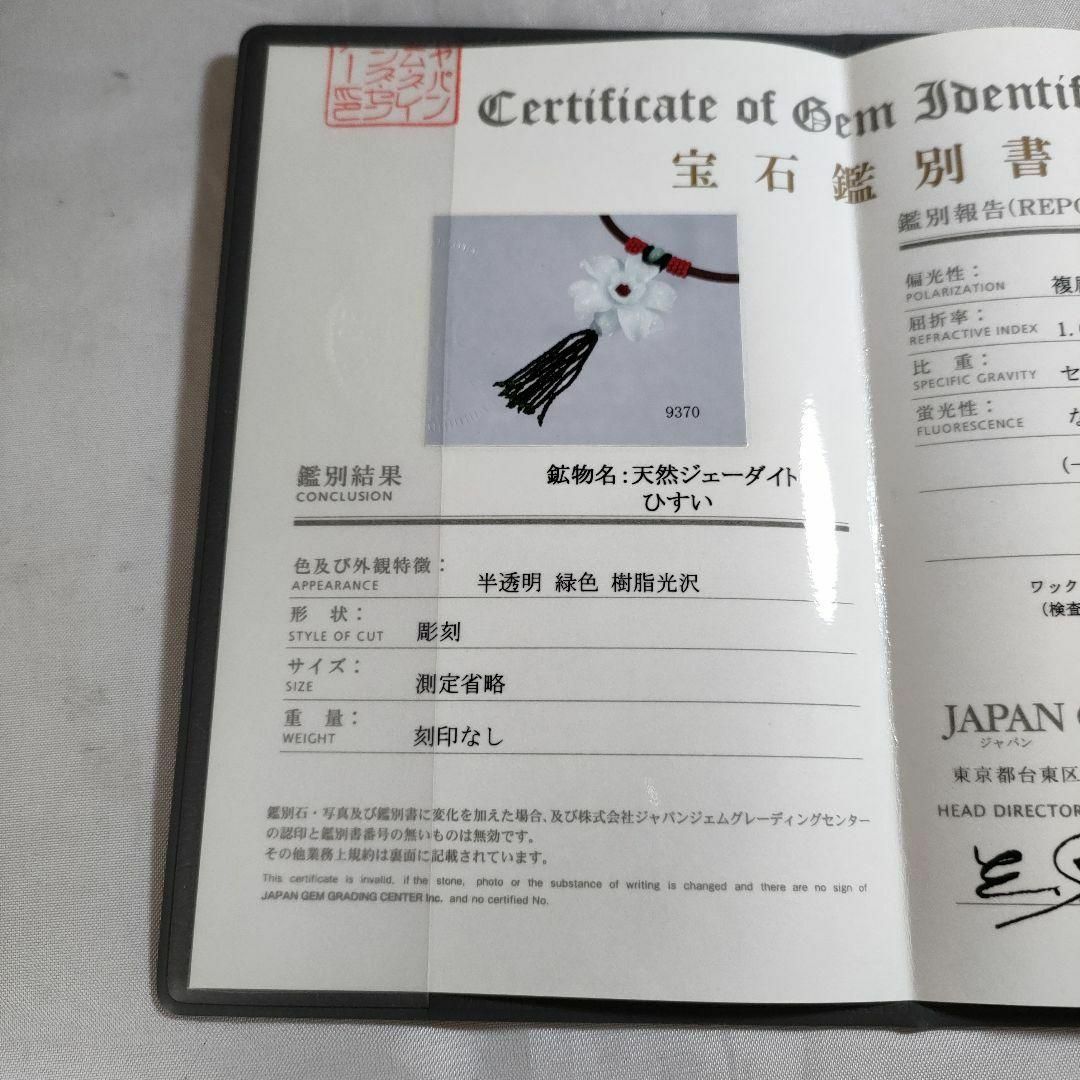 Certificate of Gem Identif
宝石鑑別書
9370
鑑別結果
CONCLUSION
鉱物名:天然ジェーダイト
ひすい
色及び外観特徴:
APPEARANCE
半透明 緑色 樹脂光沢
形 状:
STYLE OF CUT
彫刻
サイズ:
SIZE
測定省略
重 量:
WEIGHT
刻印なし
鑑別石・写真及び鑑別書に変化を加えた場合、及び株式会社ジャパンジェムグレーディングセンター
の認印と鑑別書番号の無いものは無効です。
その他業務上規約は裏面に記載されています。
This certificate is invalid, if the stone, photo or the substance of writing is changed and there are no sign of
JAPAN GEM GRADING CENTER Inc. and no certified No.
鑑別報告(REPO
偏光性:
POLARIZATION
複
屈折率:
REFRACTIVE INDEX
1.
比 重:
SPECIFIC GRAVITY
セ
蛍光性:
FLUORESCENCE
な
ワック
(検査
JAPAN
ジャパン
東京都台東区
HEAD DIRECTOR